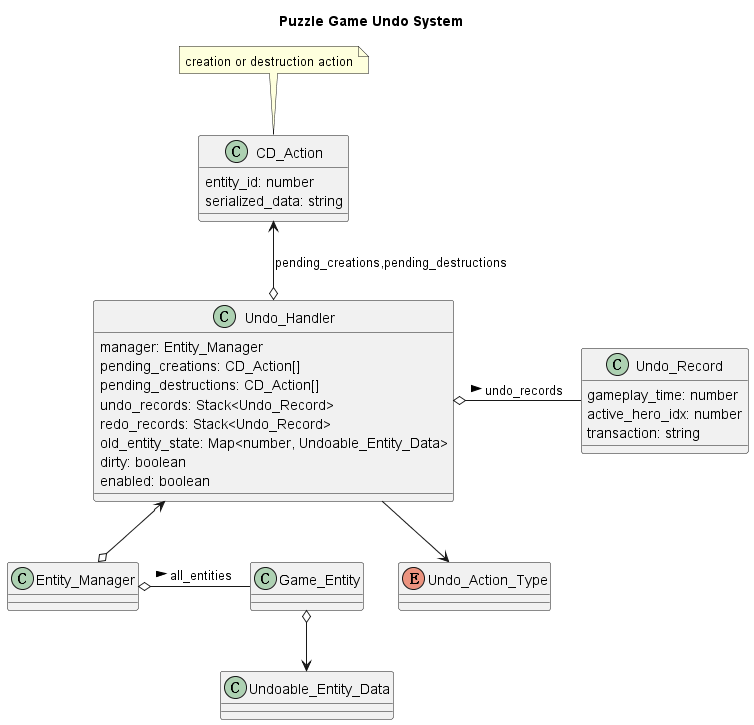 Puzzle Game Undo System
creation or destruction action
C CD_Action
entity_id: number
serialized_data: string
pending_creations,pending_destructions
C Undo_Handler
manager: Entity_Manager
pending_creations: CD_Action[]
pending_destructions: CD_Action[]
undo_records: Stack<Undo_Record>
redo_records: Stack<Undo_Record>
old_entity_state: Map<number, Undoable_Entity_Data>
dirty: boolean
enabled: boolean
undo_records
C Undo_Record
gameplay_time: number
active_hero_idx: number
transaction: string
C Entity_Manager
all_entities
C Game_Entity
E Undo_Action_Type
C Undoable_Entity_Data